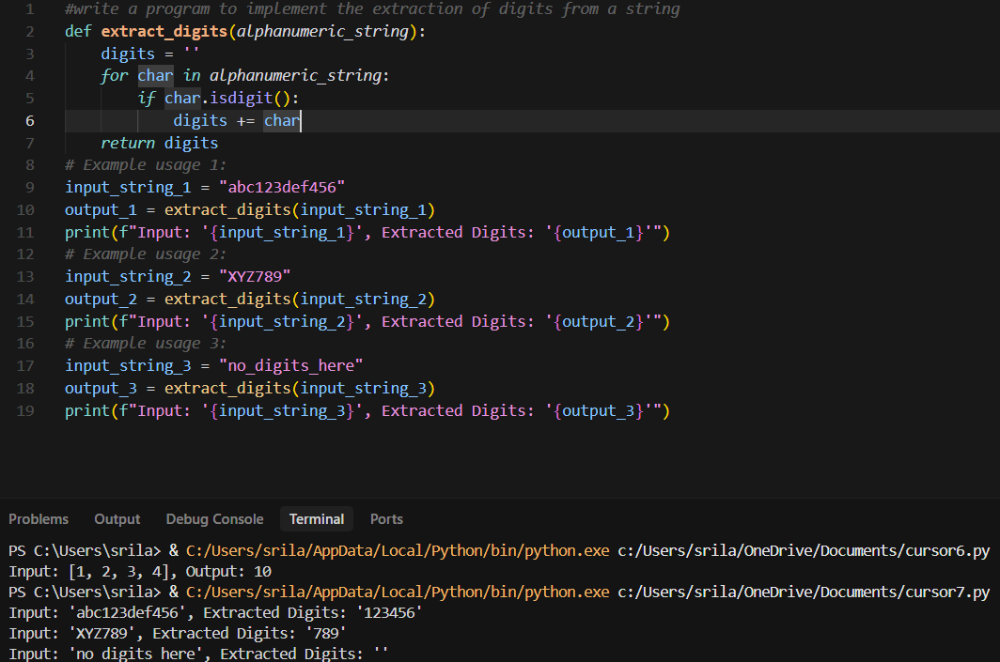 1 #write a program to implement the extraction of digits from a string
2 def extract_digits(alphanumeric_string):
3     digits = ''
4     for char in alphanumeric_string:
5         if char.isdigit():
6             digits += char
7     return digits
8 # Example usage 1:
9 input_string_1 = "abc123def456"
10 output_1 = extract_digits(input_string_1)
11 print(f"Input: '{input_string_1}', Extracted Digits: '{output_1}'")
12 # Example usage 2:
13 input_string_2 = "XYZ789"
14 output_2 = extract_digits(input_string_2)
15 print(f"Input: '{input_string_2}', Extracted Digits: '{output_2}'")
16 # Example usage 3:
17 input_string_3 = "no_digits_here"
18 output_3 = extract_digits(input_string_3)
19 print(f"Input: '{input_string_3}', Extracted Digits: '{output_3}'")
Problems Output Debug Console Terminal Ports
PS C:\Users\srila> & C:/Users/srila/AppData/Local/Python/bin/python.exe c:/Users/srila/OneDrive/Documents/cursor6.py
Input: [1, 2, 3, 4], Output: 10
PS C:\Users\srila> & C:/Users/srila/AppData/Local/Python/bin/python.exe c:/Users/srila/OneDrive/Documents/cursor7.py
Input: 'abc123def456', Extracted Digits: '123456'
Input: 'XYZ789', Extracted Digits: '789'
Input: 'no digits here', Extracted Digits: ''